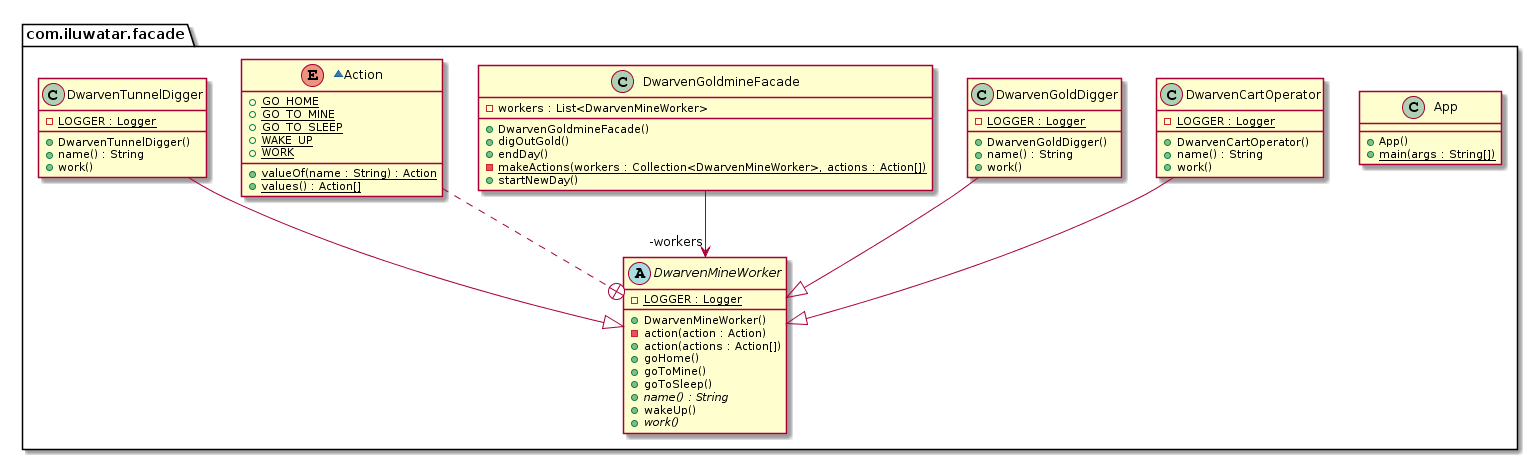 com.iluwatar.facade
C DwarvenTunnelDigger
LOGGER : Logger
DwarvenTunnelDigger()
name() : String
work()
E Action
GO_HOME
GO_TO_MINE
GO_TO_SLEEP
WAKE_UP
WORK
valueOf(name : String) : Action
values() : Action[]
C DwarvenGoldmineFacade
workers : List<DwarvenMineWorker>
DwarvenGoldmineFacade()
digOutGold()
endDay()
makeActions(workers : Collection<DwarvenMineWorker>, actions : Action[])
startNewDay()
C DwarvenGoldDigger
LOGGER : Logger
DwarvenGoldDigger()
name() : String
work()
C DwarvenCartOperator
LOGGER : Logger
DwarvenCartOperator()
name() : String
work()
C App
App()
main(args : String[])
-workers
A DwarvenMineWorker
LOGGER : Logger
DwarvenMineWorker()
action(action : Action)
action(actions : Action[])
goHome()
goToMine()
goToSleep()
name() : String
wakeUp()
work()